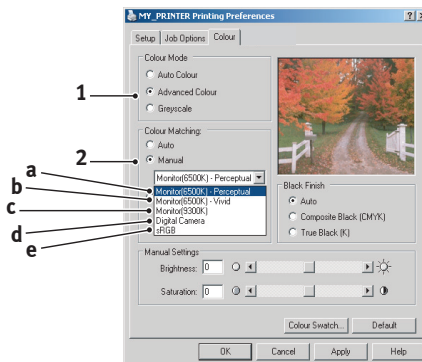 MY_PRINTER Printing Preferences
Setup Job Options Colour
Colour Mode
Auto Colour
1 Advanced Colour
Greyscale
Colour Matching:
Auto
2 Manual
Monitor(6500K) - Perceptual
a Monitor(6500K) - Perceptual
b Monitor(6500K) - Vivid
c Monitor(9300K)
d Digital Camera
e sRGB
Black Finish
Auto
Composite Black (CMYK)
True Black (K)
Manual Settings
Brightness: 0
Saturation: 0
Colour Swatch... Default
OK Cancel Apply Help